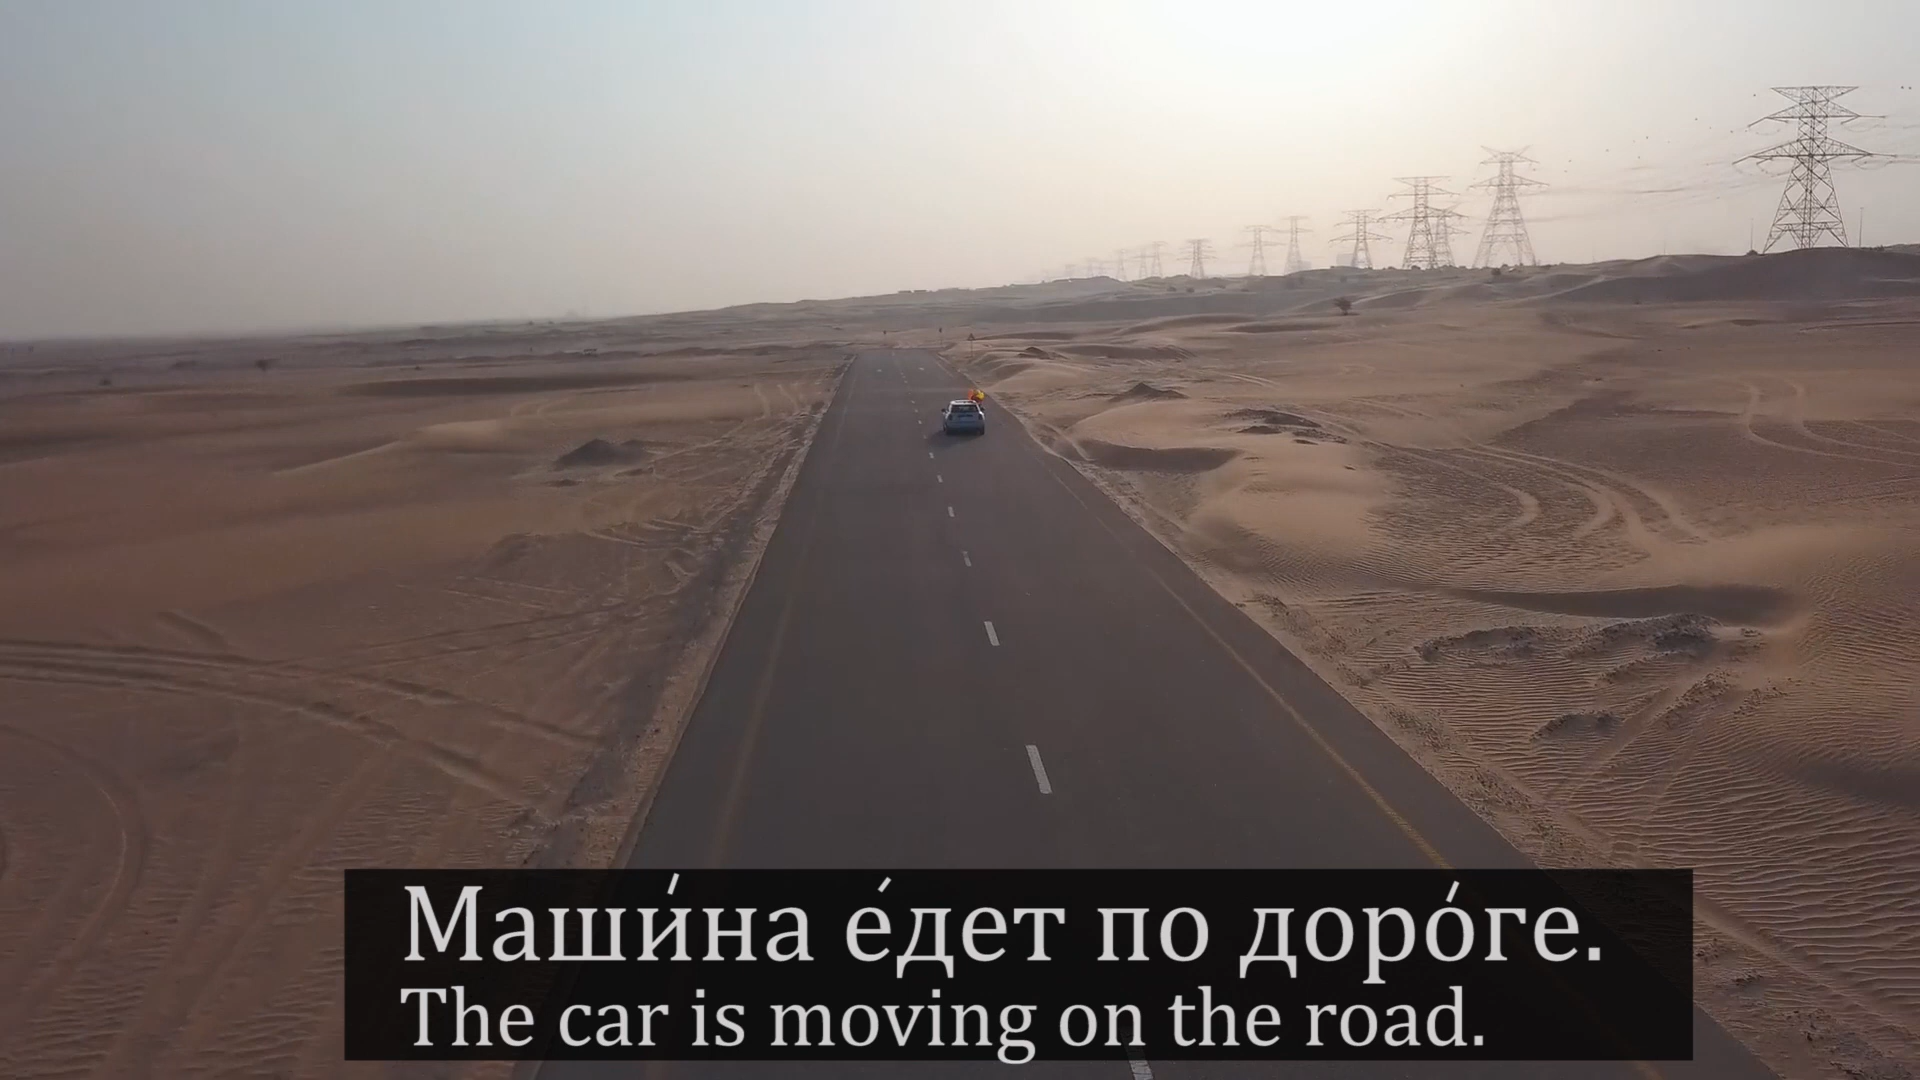 Маши́на е́дет по доро́ге.
The car is moving on the road.